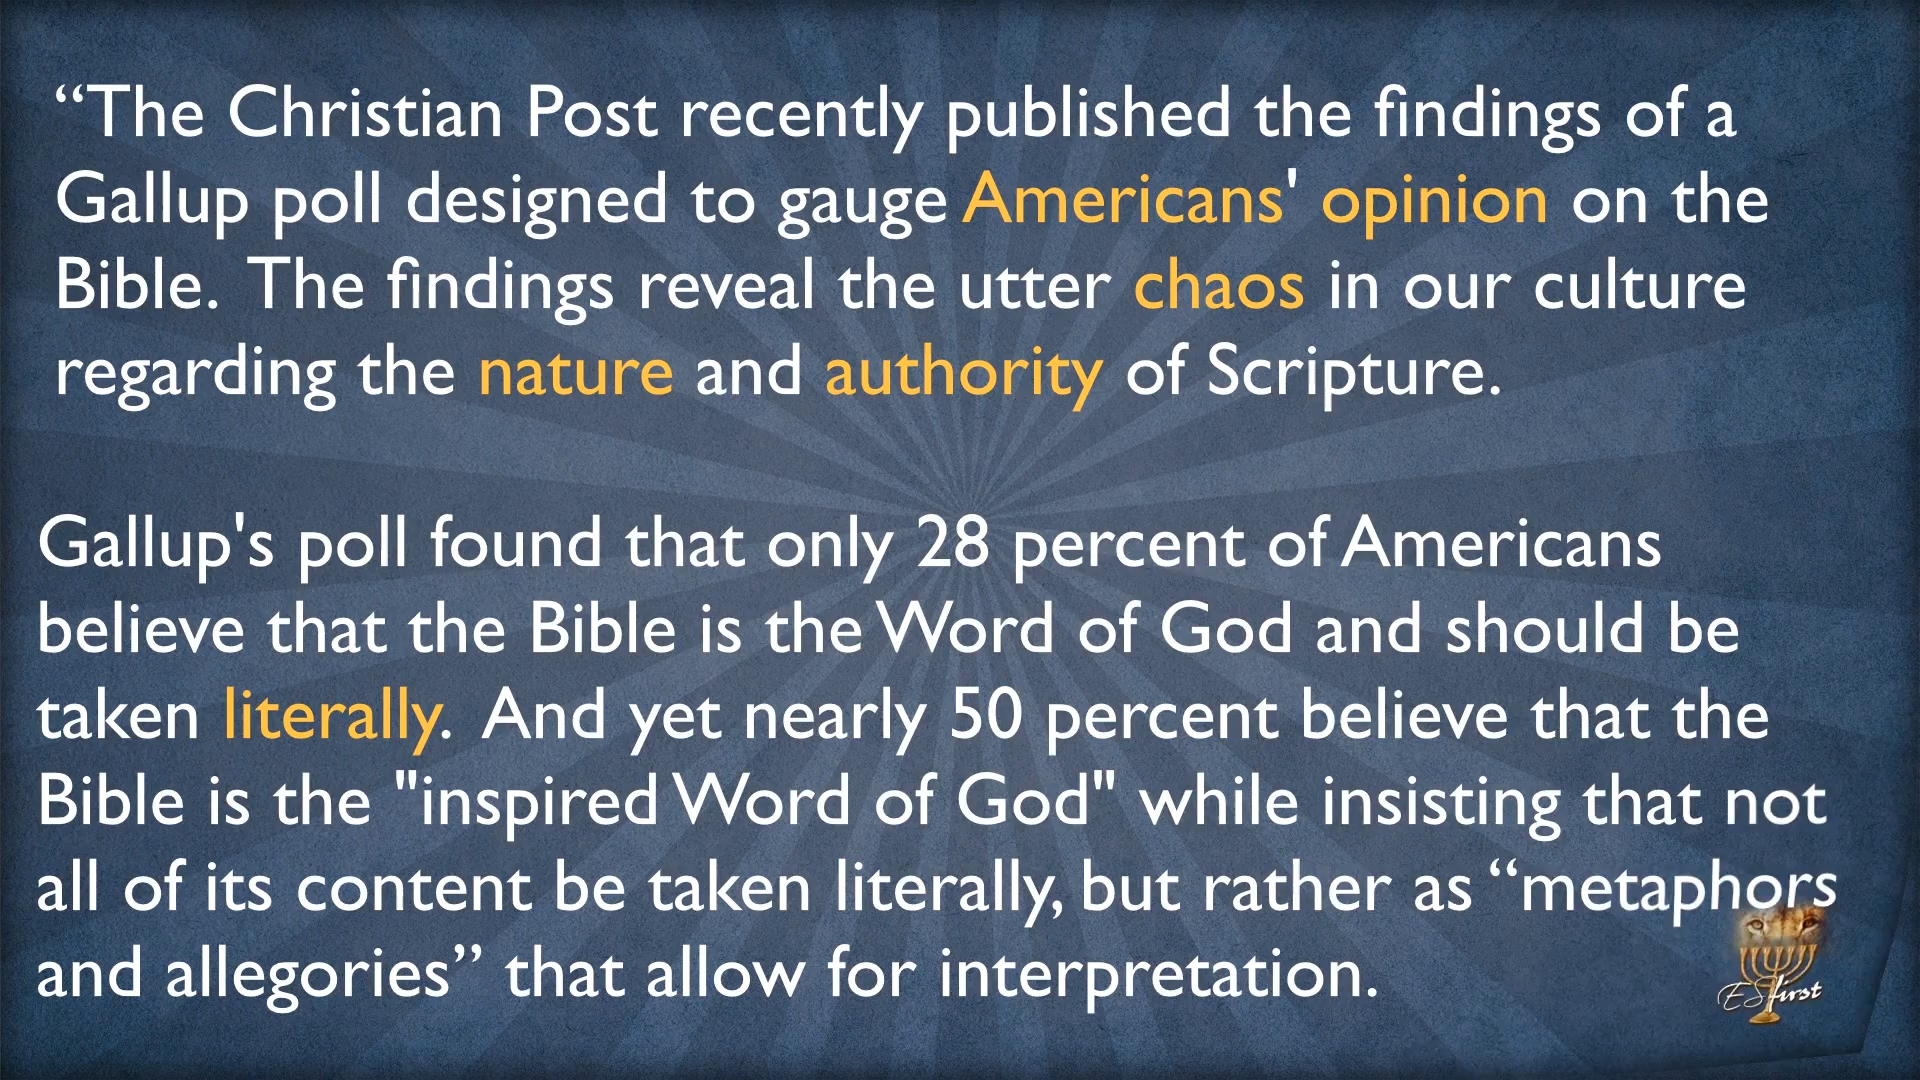 “The Christian Post recently published the findings of a
Gallup poll designed to gauge Americans' opinion on the
Bible. The findings reveal the utter chaos in our culture
regarding the nature and authority of Scripture.
Gallup's poll found that only 28 percent of Americans
believe that the Bible is the Word of God and should be
taken literally. And yet nearly 50 percent believe that the
Bible is the "inspired Word of God" while insisting that not
all of its content be taken literally, but rather as “metaphors
and allegories” that allow for interpretation.
ESfirst